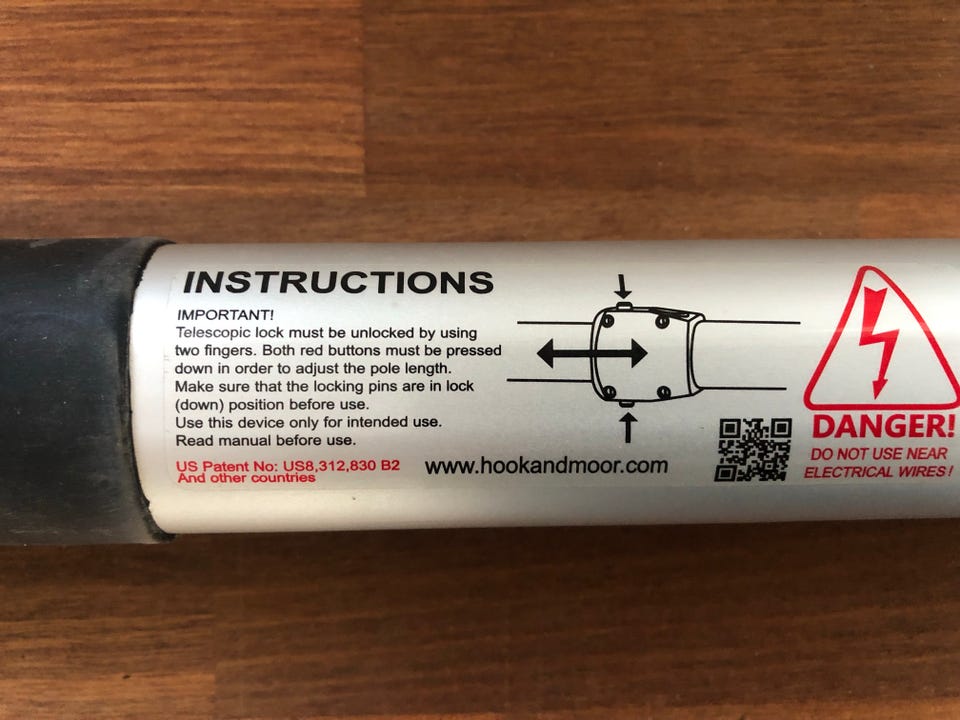 INSTRUCTIONS
IMPORTANT!
Telescopic lock must be unlocked by using
two fingers. Both red buttons must be pressed
down in order to adjust the pole length.
Make sure that the locking pins are in lock
(down) position before use.
Use this device only for intended use.
Read manual before use.
US Patent No: US8,312,830 B2
And other countries
www.hookandmoor.com
DANGER!
DO NOT USE NEAR
ELECTRICAL WIRES!